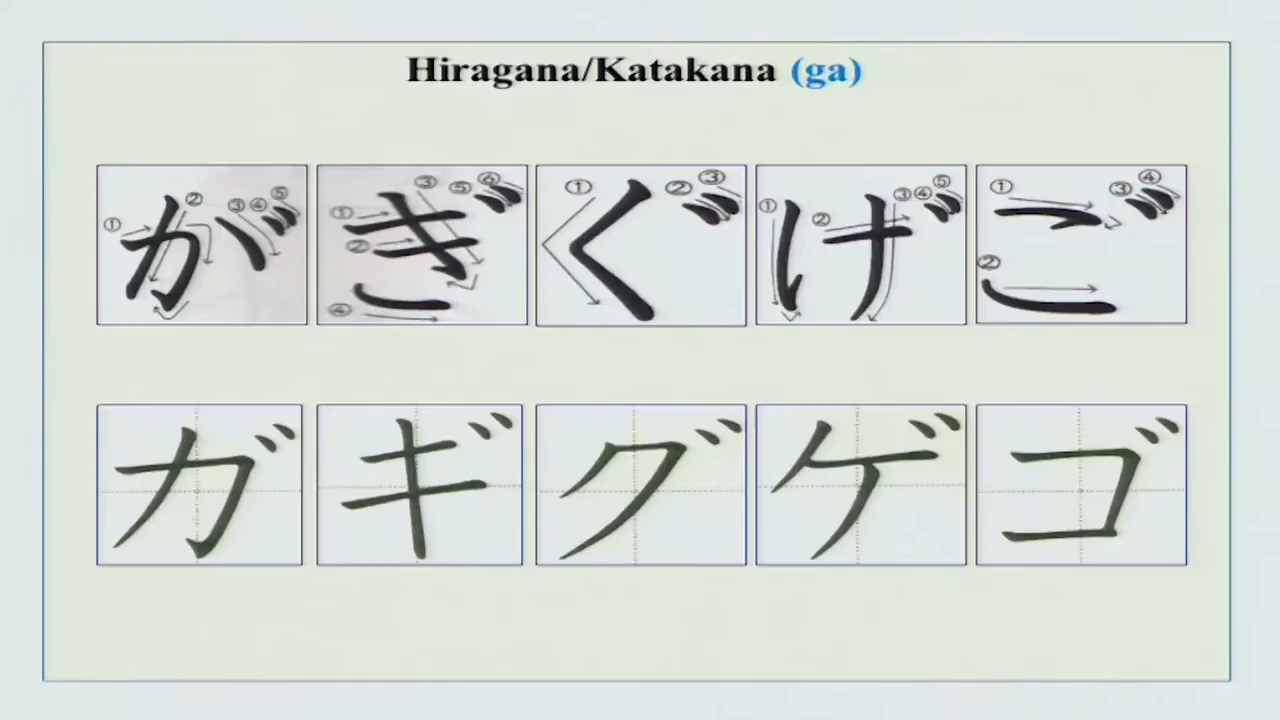 Hiragana/Katakana (ga)
が ぎ ぐ げ ご
ガ ギ グ ゲ ゴ